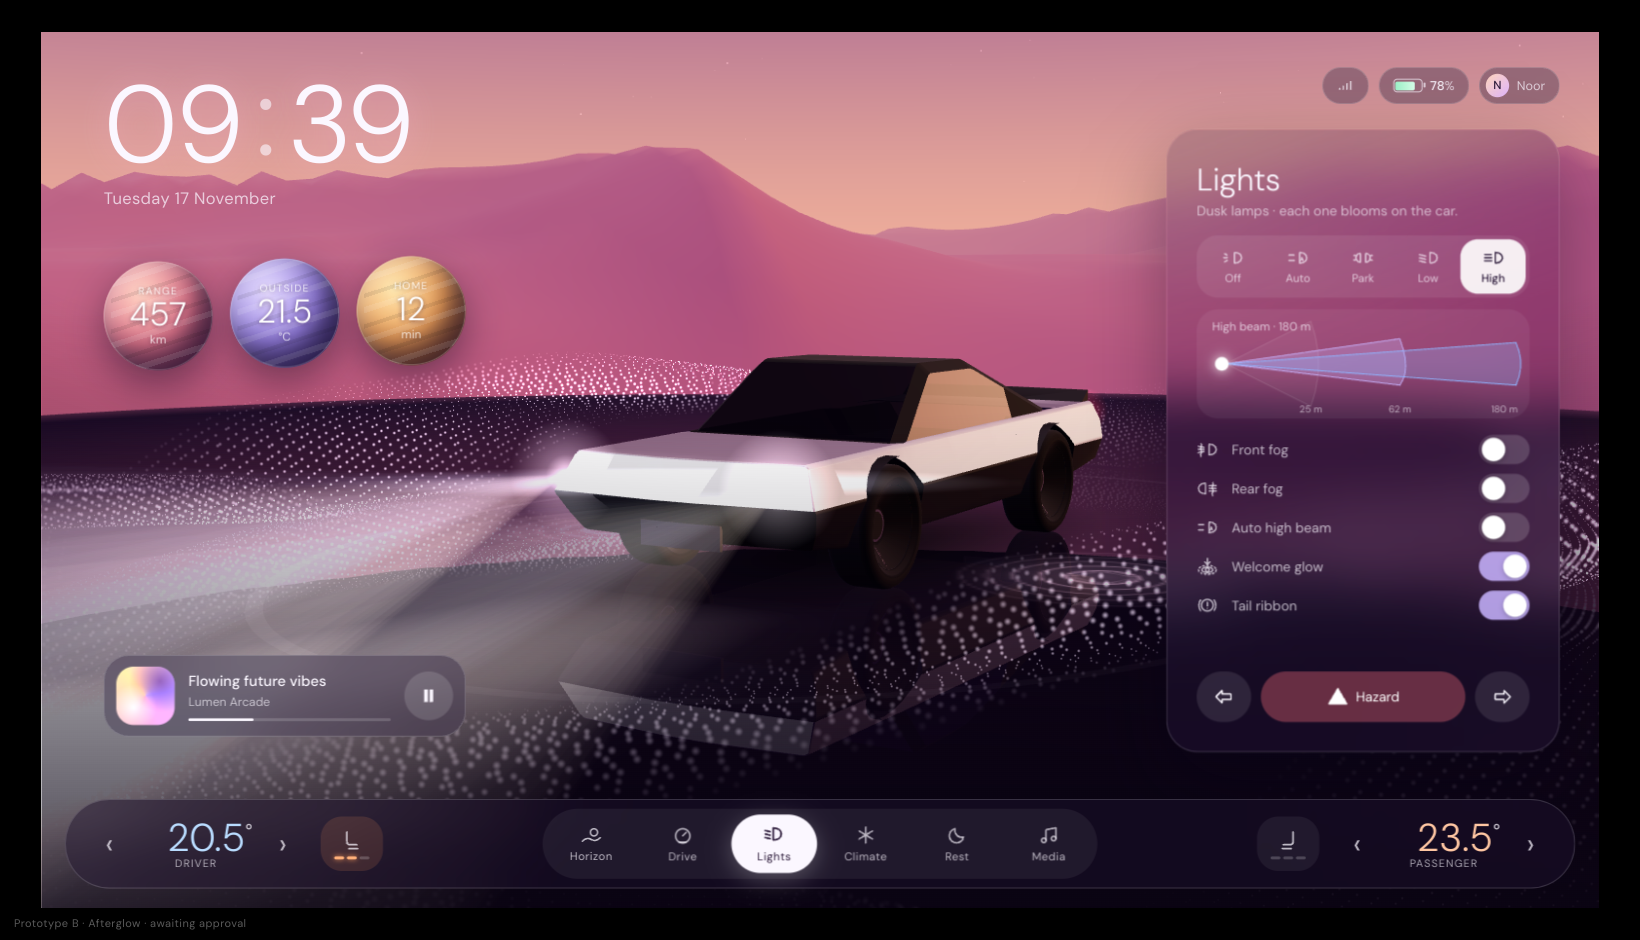 09:39
Tuesday 17 November
78%
N
Noor
RANGE
457
km
OUTSIDE
21.5
°C
HOME
12
min
Lights
Dusk lamps · each one blooms on the car.
Off
Auto
Park
Low
High
High beam · 180 m
25 m
62 m
180 m
Front fog
Rear fog
Auto high beam
Welcome glow
Tail ribbon
Hazard
Flowing future vibes
Lumen Arcade
20.5°
DRIVER
Horizon
Drive
Lights
Climate
Rest
Media
23.5°
PASSENGER
Prototype B · Afterglow · awaiting approval